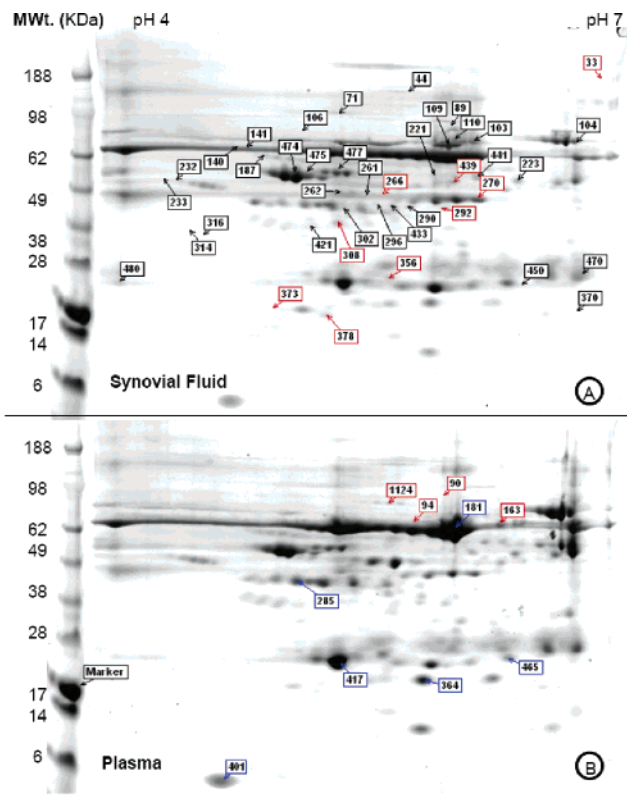 MWt. (KDa) pH 4 pH 7
33
188
44
71
98
106 109 89
110
141 221 103 104
474
140 475 477 439 441
62
187 261 223
232
262 266 270
49
233
316 290 292
302 433
38
314 421 296
308
28
356
480 450 470
373 370
17
378
14
6
Synovial Fluid
A
188
98
1124 90
94 181 163
62
49
285
38
28
417 465
Marker
364
17
14
6
Plasma
401
B